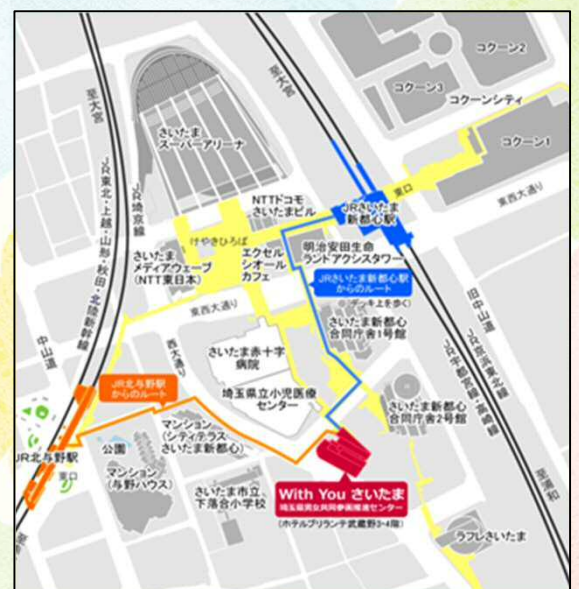 至大宮
至大宮
コクーン2
コクーン3
コクーンシティ
コクーン1
さいたま
スーパーアリーナ
JR東北・上越・山形・秋田・北陸新幹線
JR埼京線
NTTドコモ
さいたまビル
JRさいたま
新都心駅
東口
東西大通り
けやきひろば
さいたま
メディアウェーブ
(NTT東日本)
エクセル
シオール
カフェ
明治安田生命
ランドアクシスタワー
JRさいたま新都心駅
からのルート
※デッキ上を歩く)
東西大通り
中山道
西大通り
さいたま赤十字
病院
さいたま新都心
合同庁舎1号館
旧中山道
JR京浜東北線
JR宇都宮線・高崎線
JR北与野駅
からのルート
埼玉県立小児医療
センター
さいたま新都心
合同庁舎2号館
マンション
(シティテラス
さいたま新都心)
JR北与野駅
東口
公園
マンション
(与野ハウス)
さいたま市立
下落合小学校
With You さいたま
埼玉県男女共同参画推進センター
(ホテルブリランテ武蔵野3・4階)
至浦和
ラフレさいたま